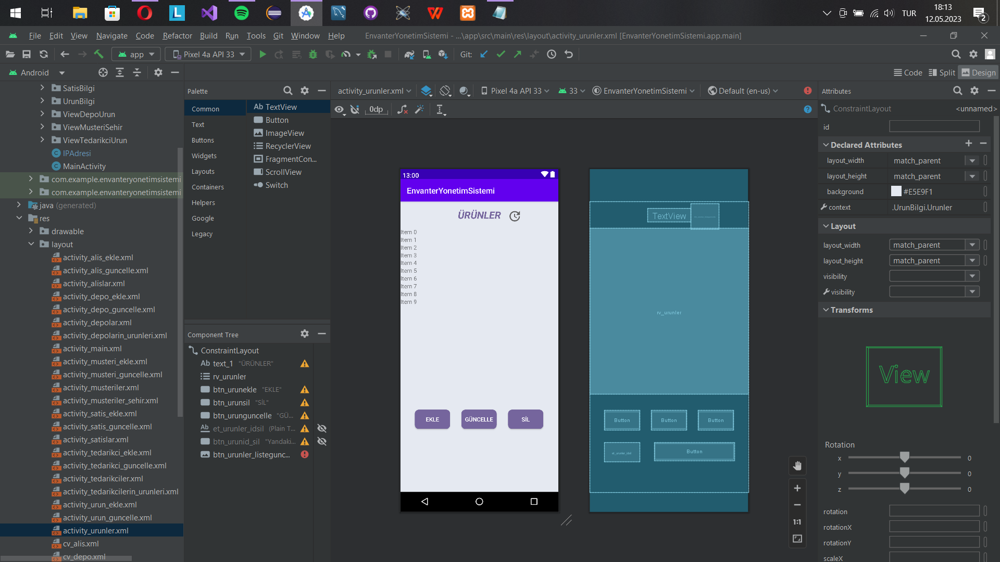 TUR
18:13
12.05.2023
2
File Edit View Navigate Code Refactor Build Run Tools Git Window Help
EnvanterYonetimSistemi - ...\app\src\main\res\layout\activity_urunler.xml [EnvanterYonetimSistemi.app.main]
app
Pixel 4a API 33
Git:
Android
Code
Split
Design
SatisBilgi
UrunBilgi
ViewDepoUrun
ViewMusteriSehir
ViewTedarikciUrun
IPAdresi
MainActivity
com.example.envanteryonetimsistemi
com.example.envanteryonetimsistemi
java (generated)
res
drawable
layout
activity_alis_ekle.xml
activity_alis_guncelle.xml
activity_alislar.xml
activity_depo_ekle.xml
activity_depo_guncelle.xml
activity_depolar.xml
activity_depolarin_urunleri.xml
activity_main.xml
activity_musteri_ekle.xml
activity_musteri_guncelle.xml
activity_musteriler.xml
activity_musteriler_sehir.xml
activity_satis_ekle.xml
activity_satis_guncelle.xml
activity_satislar.xml
activity_tedarikci_ekle.xml
activity_tedarikci_guncelle.xml
activity_tedarikciler.xml
activity_tedarikcilerin_urunleri.xml
activity_urun_ekle.xml
activity_urun_guncelle.xml
activity_urunler.xml
cv_alis.xml
cv_depo.xml
Palette
Common
Text
Buttons
Widgets
Layouts
Containers
Helpers
Google
Legacy
Ab TextView
Button
ImageView
RecyclerView
FragmentCon...
ScrollView
Switch
Component Tree
ConstraintLayout
Ab text_1 "ÜRÜNLER"
rv_urunler
btn_urunekle "EKLE"
btn_urunsil "SİL"
btn_urunguncelle "GÜ...
Ab et_urunler_idsil (Plain T...
btn_urunid_sil "Yandaki...
btn_urunler_listegunc...
activity_urunler.xml
Pixel 4a API 33
33
EnvanterYonetimSistemi
Default (en-us)
0dp
13:00
EnvanterYonetimSistemi
ÜRÜNLER
Item 0
Item 1
Item 2
Item 3
Item 4
Item 5
Item 6
Item 7
Item 8
Item 9
EKLE
GÜNCELLE
SİL
TextView
rv_urunler
Button
Button
Button
et_urunler_idsil
Button
1:1
Attributes
ConstraintLayout
<unnamed>
id
Declared Attributes
layout_width match_parent
layout_height match_parent
background #E5E9F1
context .UrunBilgi.Urunler
Layout
layout_width match_parent
layout_height match_parent
visibility
visibility
Transforms
View
Rotation
x 0
y 0
z 0
rotation
rotationX
rotationY
scaleX